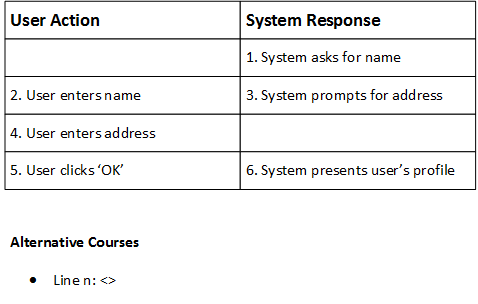 User Action System Response
1. System asks for name
2. User enters name 3. System prompts for address
4. User enters address
5. User clicks ‘OK’ 6. System presents user’s profile
Alternative Courses
• Line n: <>